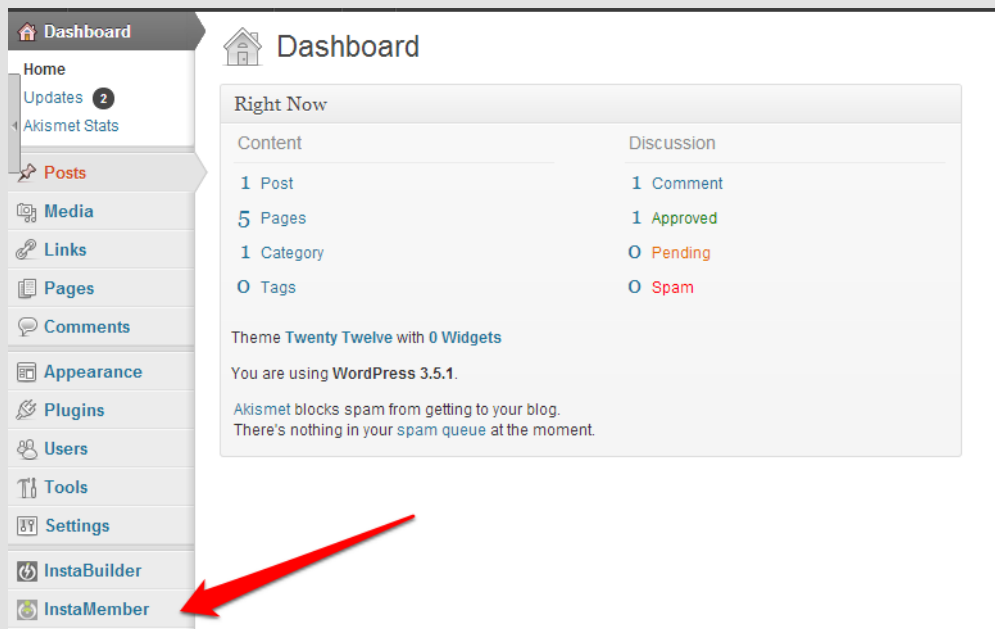 Dashboard
Home
Updates 2
Akismet Stats
Posts
Media
Links
Pages
Comments
Appearance
Plugins
Users
Tools
Settings
InstaBuilder
InstaMember
Dashboard
Right Now
Content
1 Post
5 Pages
1 Category
0 Tags
Discussion
1 Comment
1 Approved
0 Pending
0 Spam
Theme Twenty Twelve with 0 Widgets
You are using WordPress 3.5.1.
Akismet blocks spam from getting to your blog.
There's nothing in your spam queue at the moment.